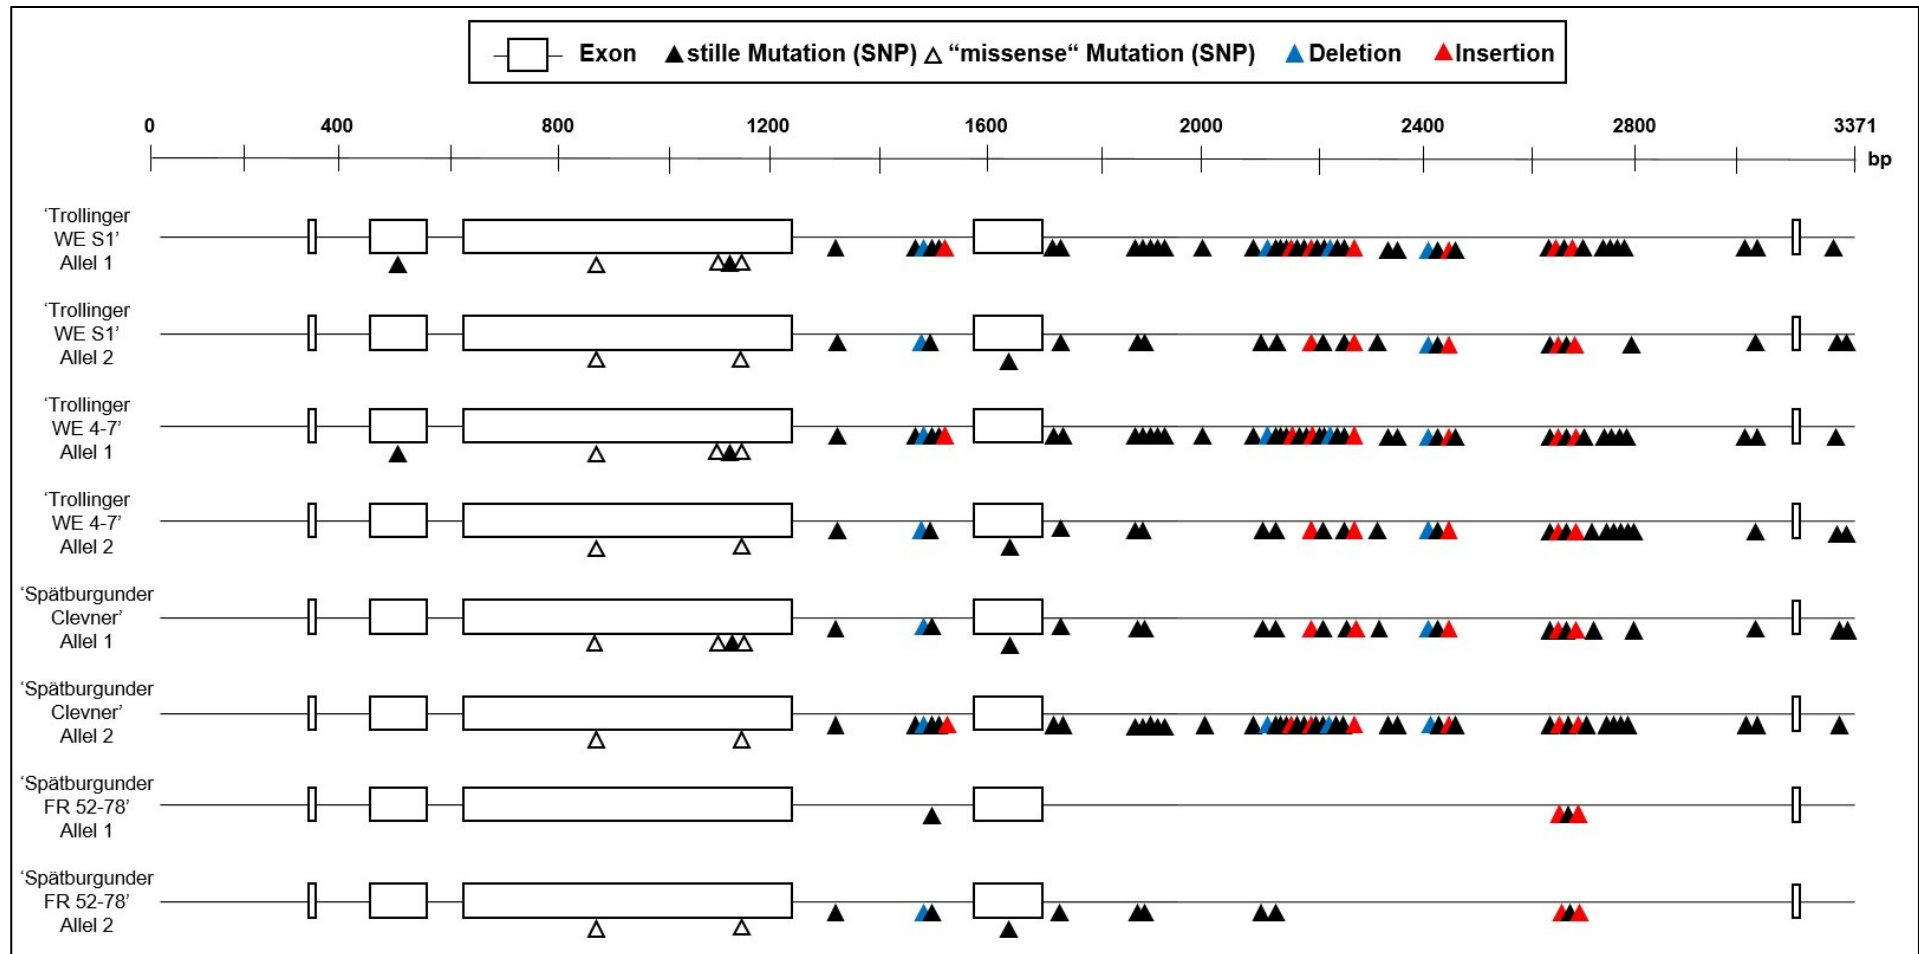 Exon stille Mutation (SNP) “missense“ Mutation (SNP) Deletion Insertion
0 400 800 1200 1600 2000 2400 2800 3371
bp
‘Trollinger
WE S1’
Allel 1
‘Trollinger
WE S1’
Allel 2
‘Trollinger
WE 4-7’
Allel 1
‘Trollinger
WE 4-7’
Allel 2
‘Spätburgunder
Clevner’
Allel 1
‘Spätburgunder
Clevner’
Allel 2
‘Spätburgunder
FR 52-78’
Allel 1
‘Spätburgunder
FR 52-78’
Allel 2